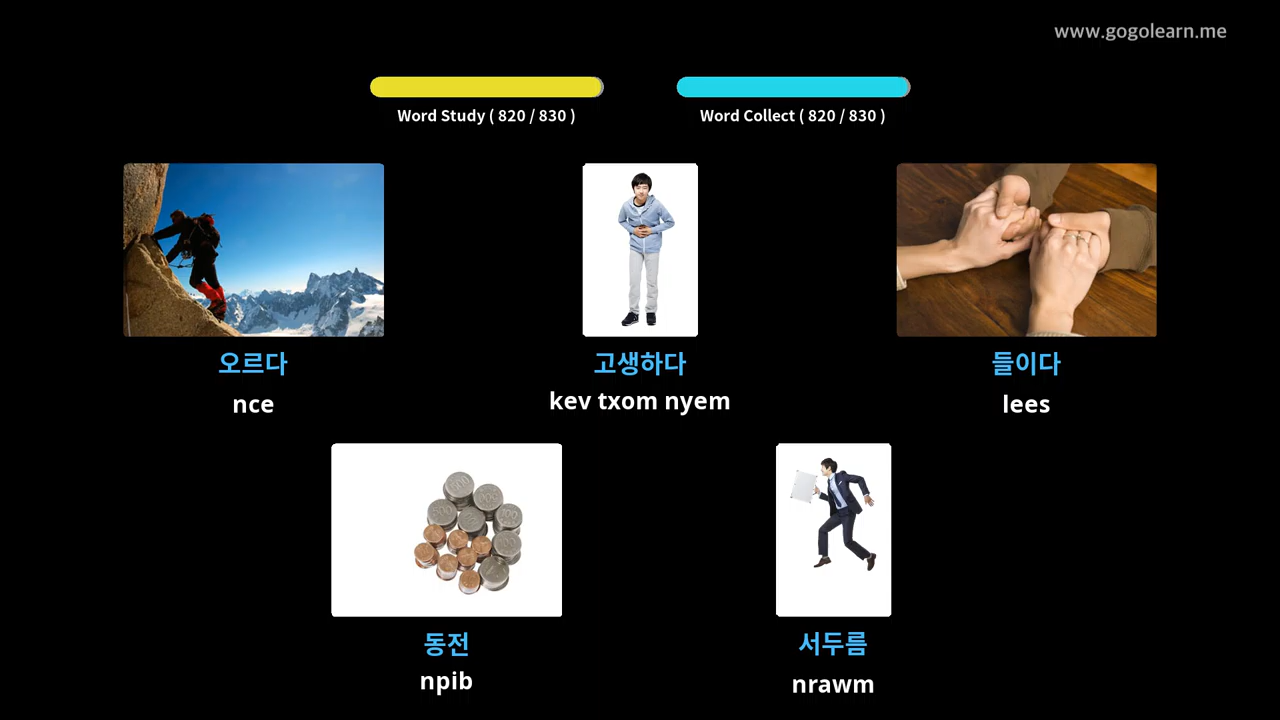 www.gogolearn.me
Word Study ( 820 / 830 )
Word Collect ( 820 / 830 )
오르다
고생하다
들이다
nce
kev txom nyem
lees
동전
서두름
npib
nrawm